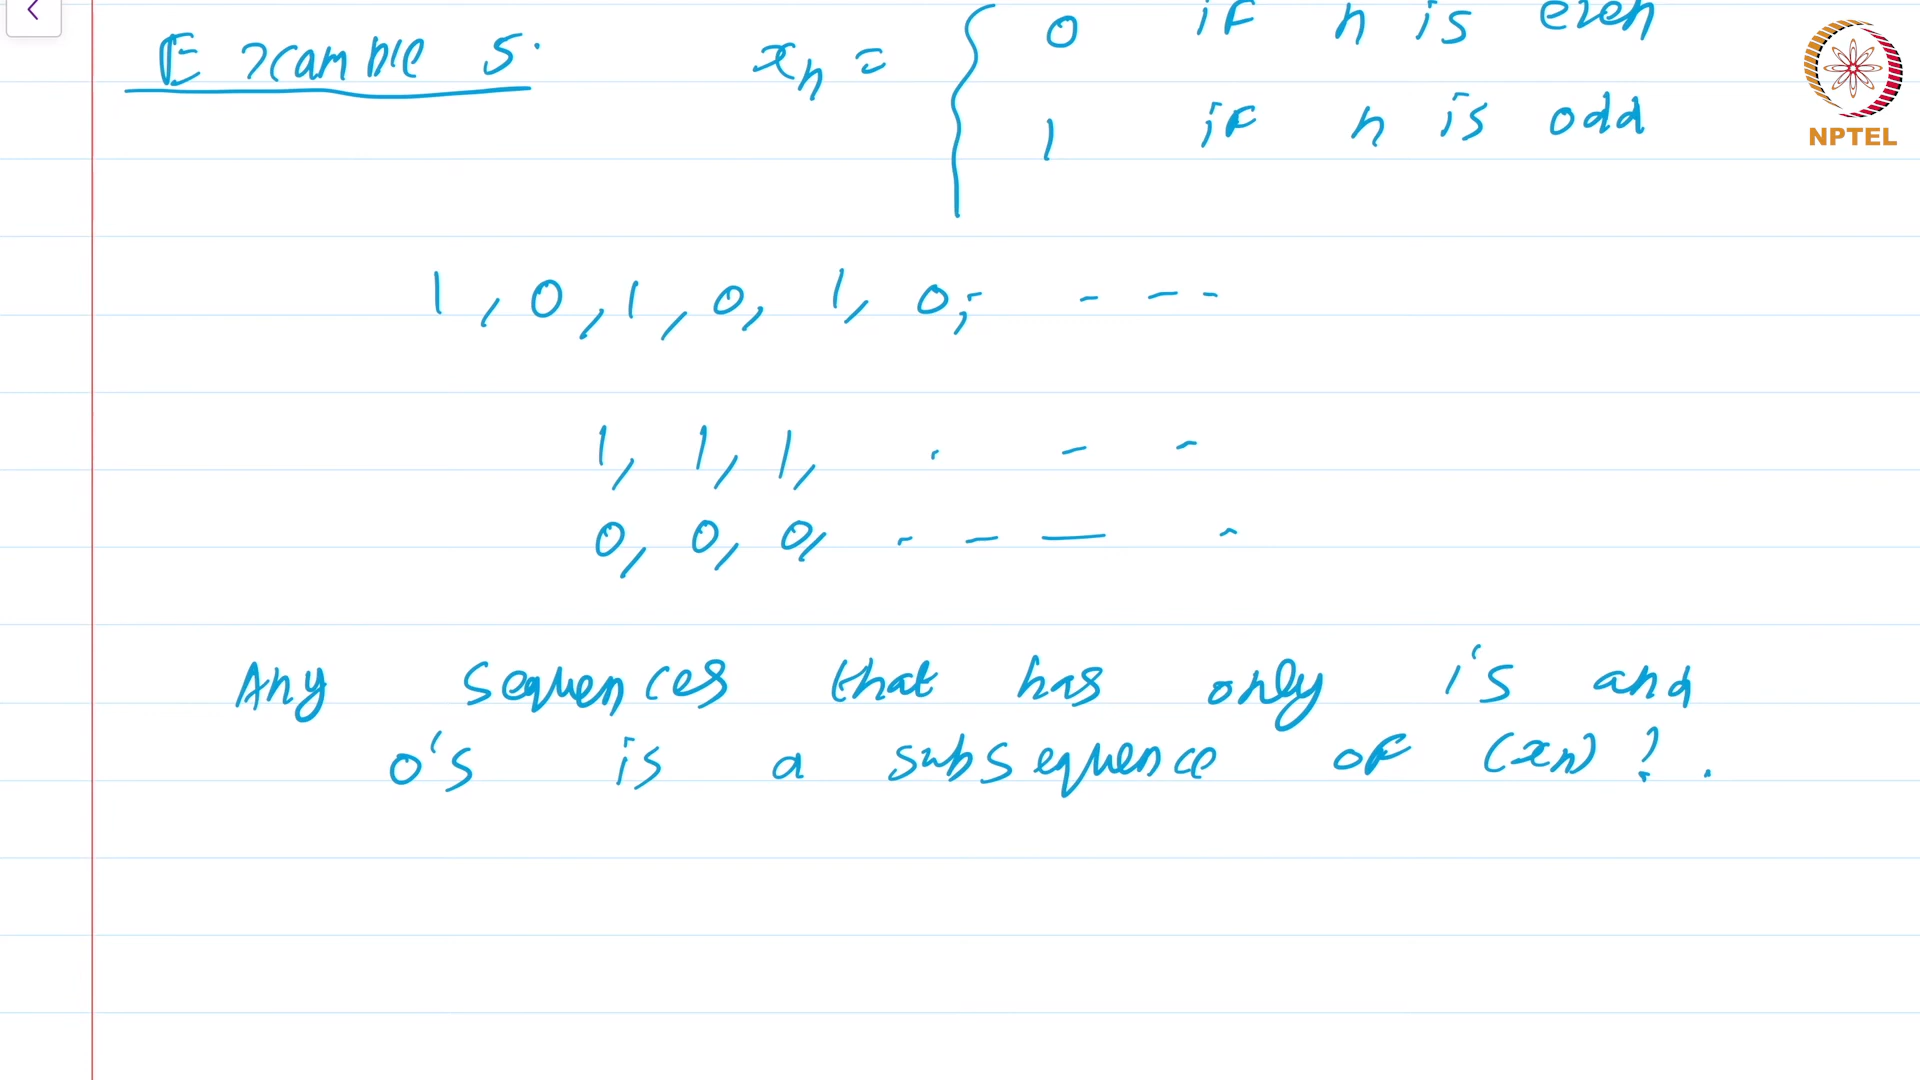 Example 5. xₙ = { 0 if n is even
1 if n is odd
NPTEL
1, 0, 1, 0, 1, 0, - - - -
1, 1, 1, . - -
0, 0, 0, - - — -
Any sequences that has only 1's and
0's is a subsequence of (xₙ)? .